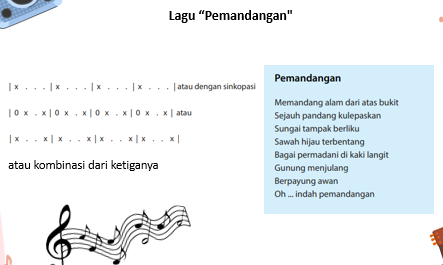 Lagu “Pemandangan"
| x . . . | x . . . | x . . . | x . . . | atau dengan sinkopasi
| 0 x . x | 0 x . x | 0 x . x | 0 x . x | atau
| x . . x | x . . x | x . . x | x . . x |
atau kombinasi dari ketiganya
Pemandangan
Memandang alam dari atas bukit
Sejauh pandang kulepaskan
Sungai tampak berliku
Sawah hijau terbentang
Bagai permadani di kaki langit
Gunung menjulang
Berpayung awan
Oh ... indah pemandangan